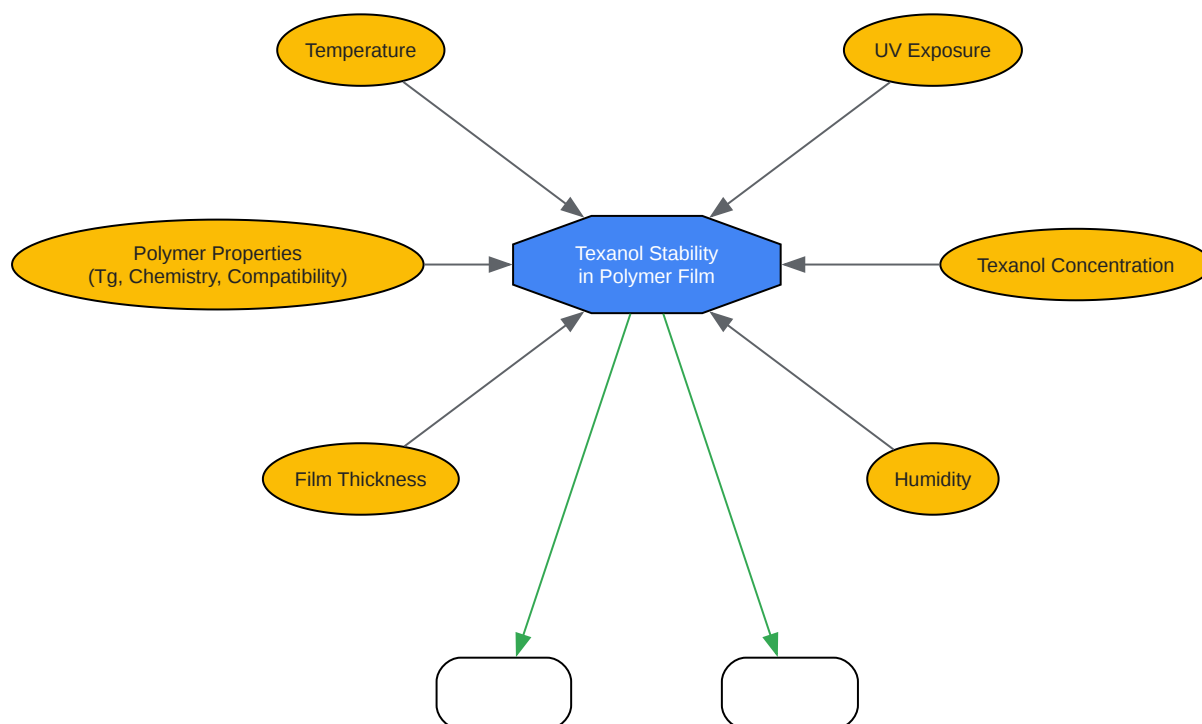 Temperature
UV Exposure
Polymer Properties
(Tg, Chemistry, Compatibility)
Texanol Stability
in Polymer Film
Texanol Concentration
Film Thickness
Humidity